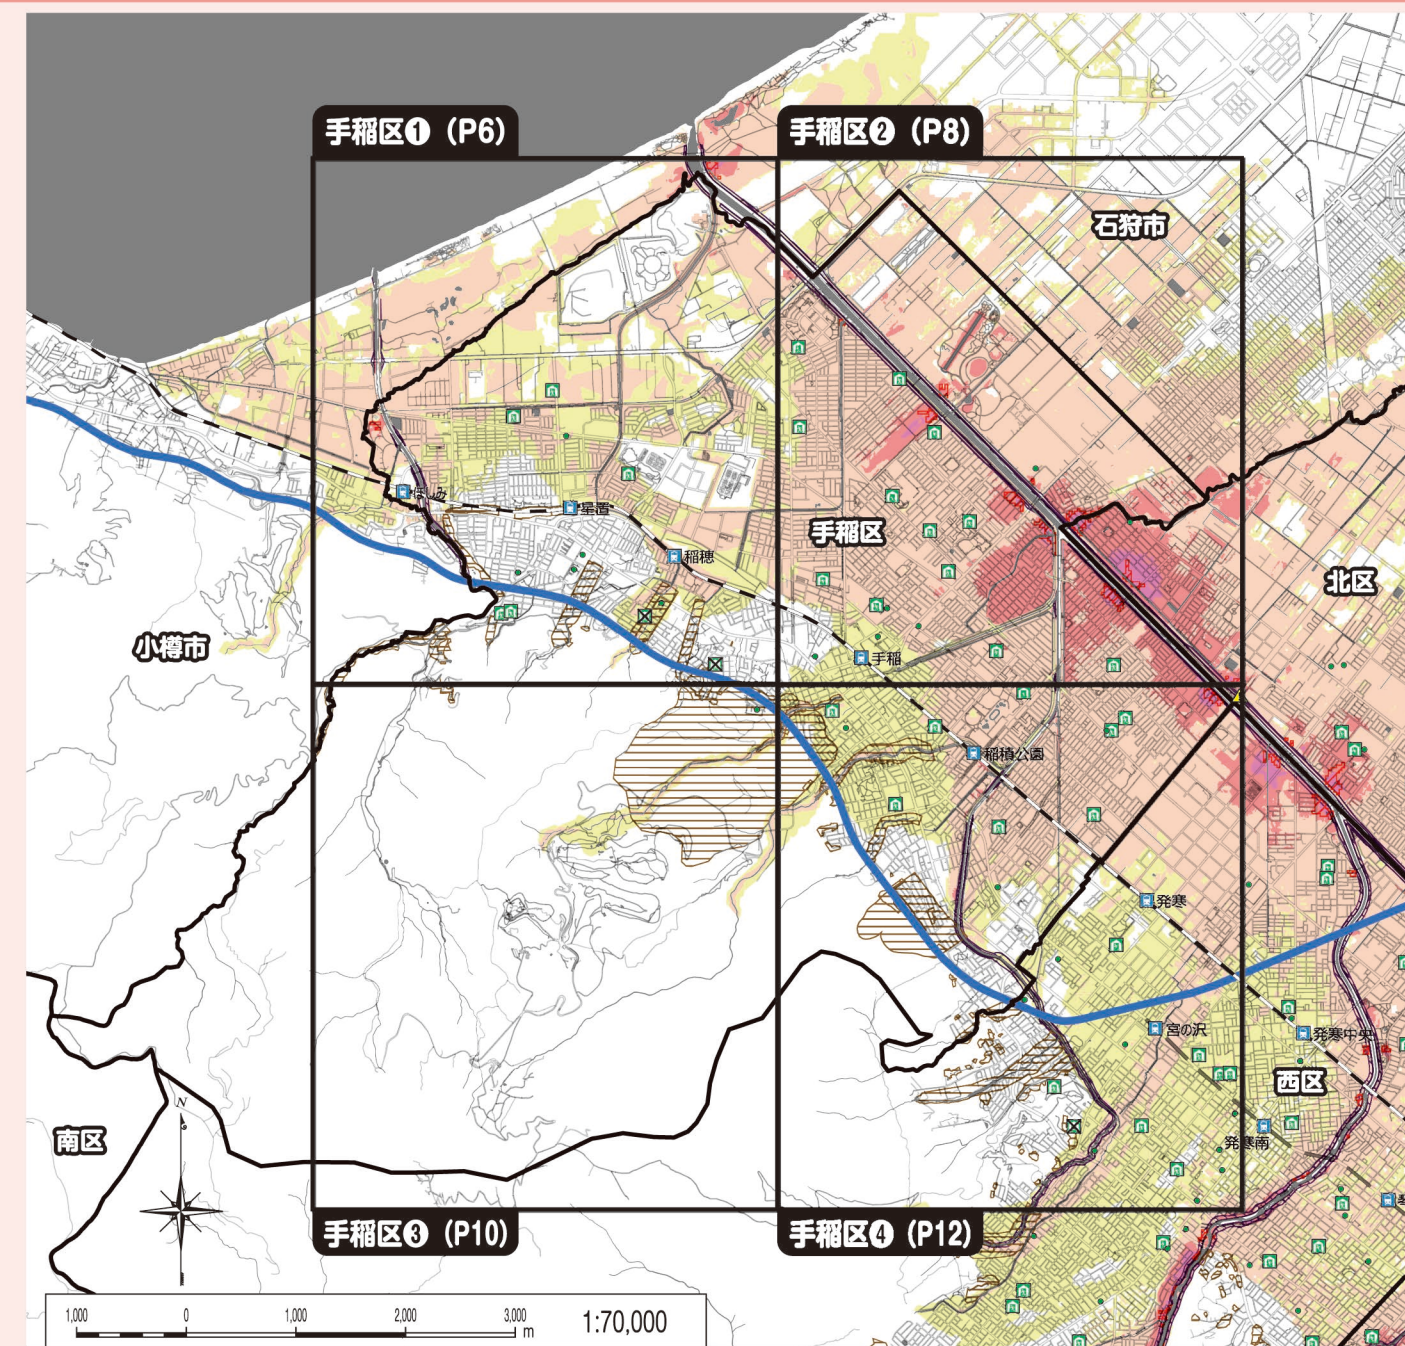 手稲区❶(P6)
手稲区❷(P8)
石狩市
ほしみ
星置
手稲区
稲穂
北区
小樽市
手稲
稲積公園
発寒
宮の沢
発寒中央
西区
N
南区
発寒南
手稲区❸(P10)
手稲区❹(P12)
1,000 0 1,000 2,000 3,000 m
1:70,000